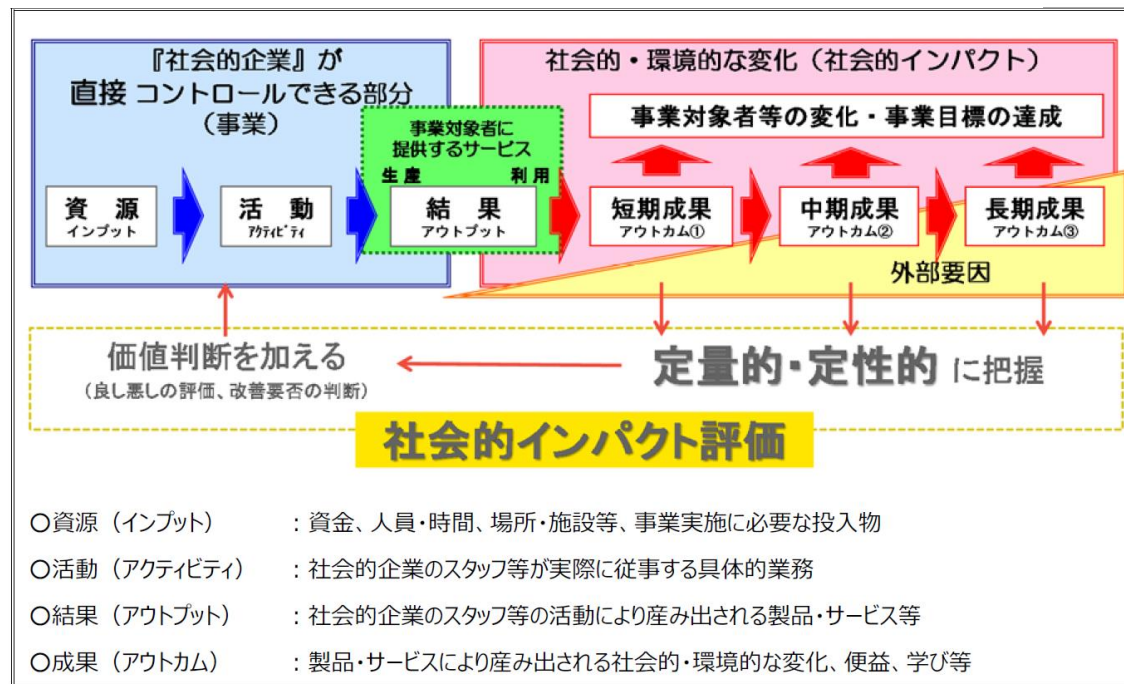 『社会的企業』が
直接 コントロールできる部分
（事業）
社会的・環境的な変化（社会的インパクト）
事業対象者等の変化・事業目標の達成
事業対象者に
提供するサービス
生 産　利 用
資　源
インプット
活　動
ｱｸﾃｨﾋﾞﾃｨ
結　果
アウトプット
短期成果
アウトカム①
中期成果
アウトカム②
長期成果
アウトカム③
外部要因
価値判断を加える
（良し悪しの評価、改善要否の判断）
定量的・定性的 に把握
社会的インパクト評価
○資源（インプット）　：資金、人員・時間、場所・施設等、事業実施に必要な投入物
○活動（アクティビティ）　：社会的企業のスタッフ等が実際に従事する具体的業務
○結果（アウトプット）　：社会的企業のスタッフ等の活動により産み出される製品・サービス等
○成果（アウトカム）　：製品・サービスにより産み出される社会的・環境的な変化、便益、学び等